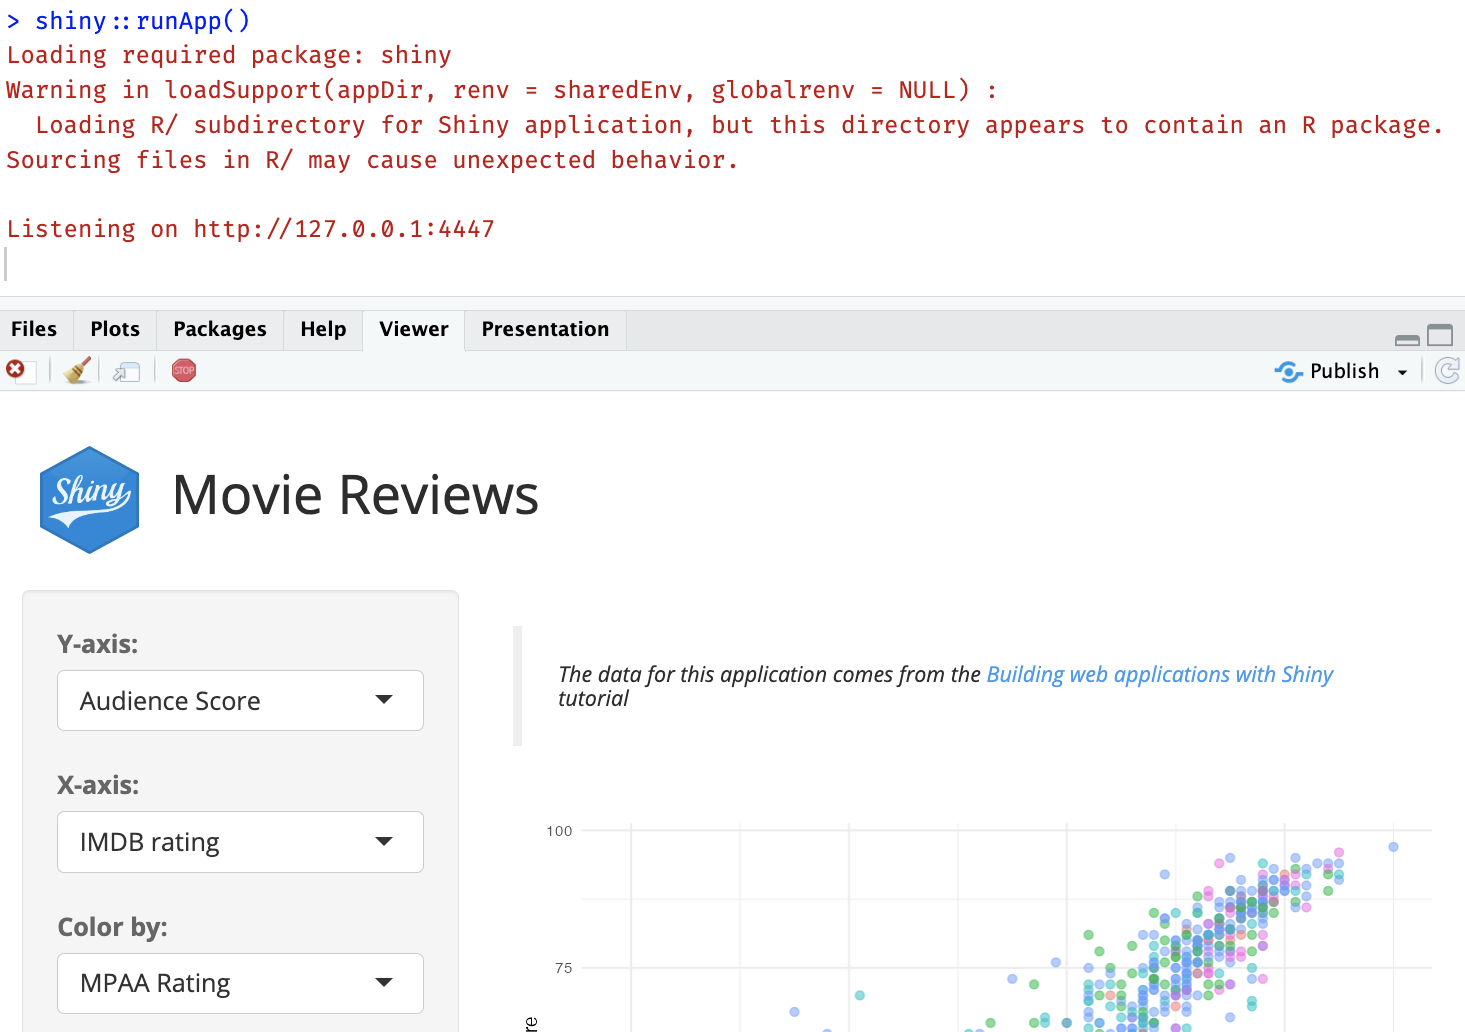 > shiny::runApp()
Loading required package: shiny
Warning in loadSupport(appDir, renv = sharedEnv, globalrenv = NULL) :
  Loading R/ subdirectory for Shiny application, but this directory appears to contain an R package.
Sourcing files in R/ may cause unexpected behavior.
Listening on http://127.0.0.1:4447
Files Plots Packages Help Viewer Presentation
STOP Publish
Shiny Movie Reviews
Y-axis:
Audience Score
X-axis:
IMDB rating
Color by:
MPAA Rating
The data for this application comes from the Building web applications with Shiny
tutorial
100
75
re